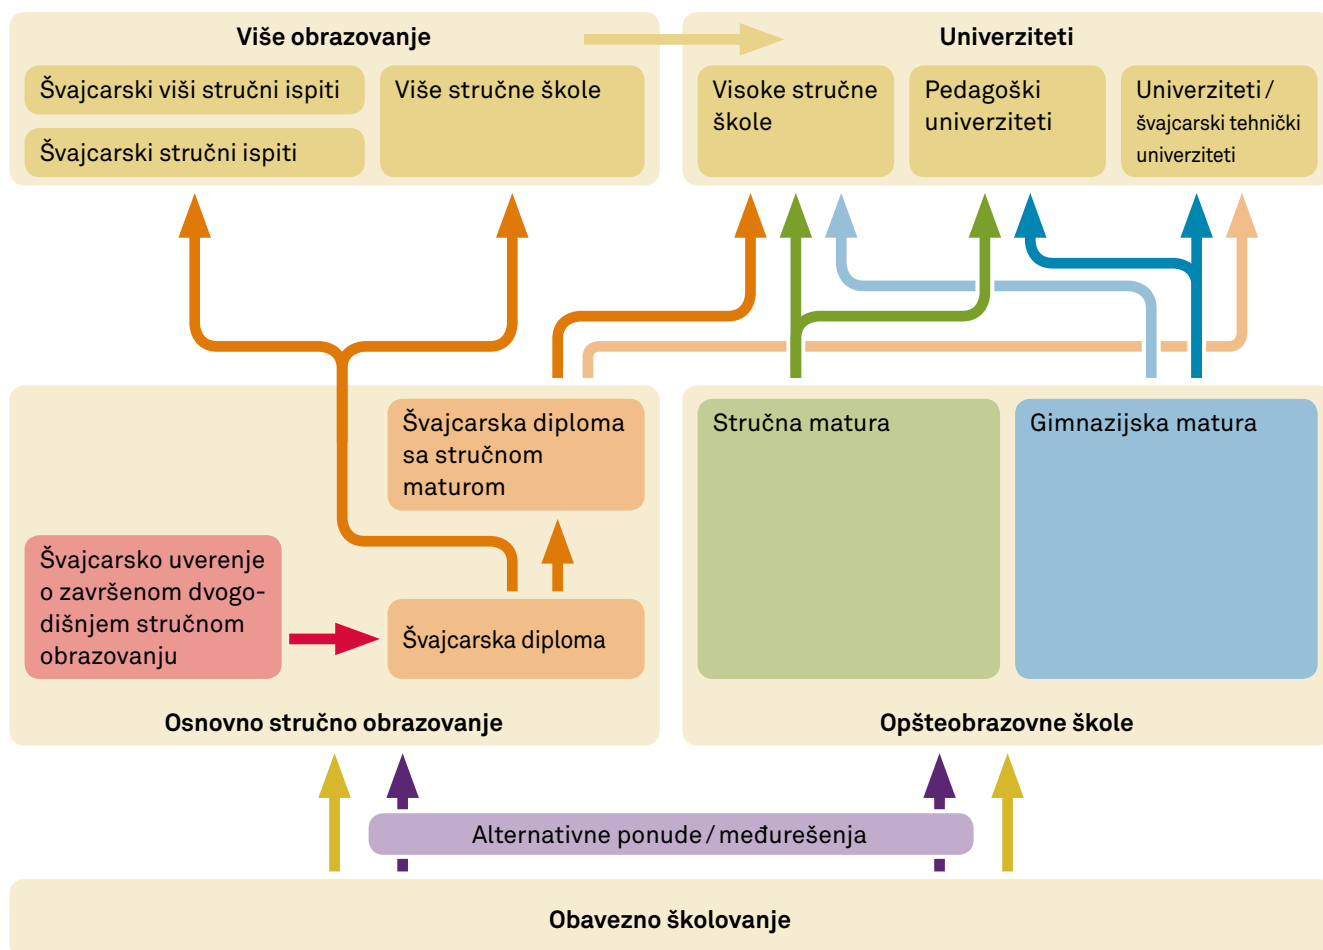 Više obrazovanje
Univerziteti
Švajcarski viši stručni ispiti
Švajcarski stručni ispiti
Više stručne škole
Visoke stručne
škole
Pedagoški
univerziteti
Univerziteti /
švajcarski tehnički
univerziteti
Švajcarska diploma
sa stručnom
maturom
Stručna matura
Gimnazijska matura
Švajcarsko uverenje
o završenom dvogo-
dišnjem stručnom
obrazovanju
Švajcarska diploma
Osnovno stručno obrazovanje
Opšteobrazovne škole
Alternativne ponude / međurešenja
Obavezno školovanje